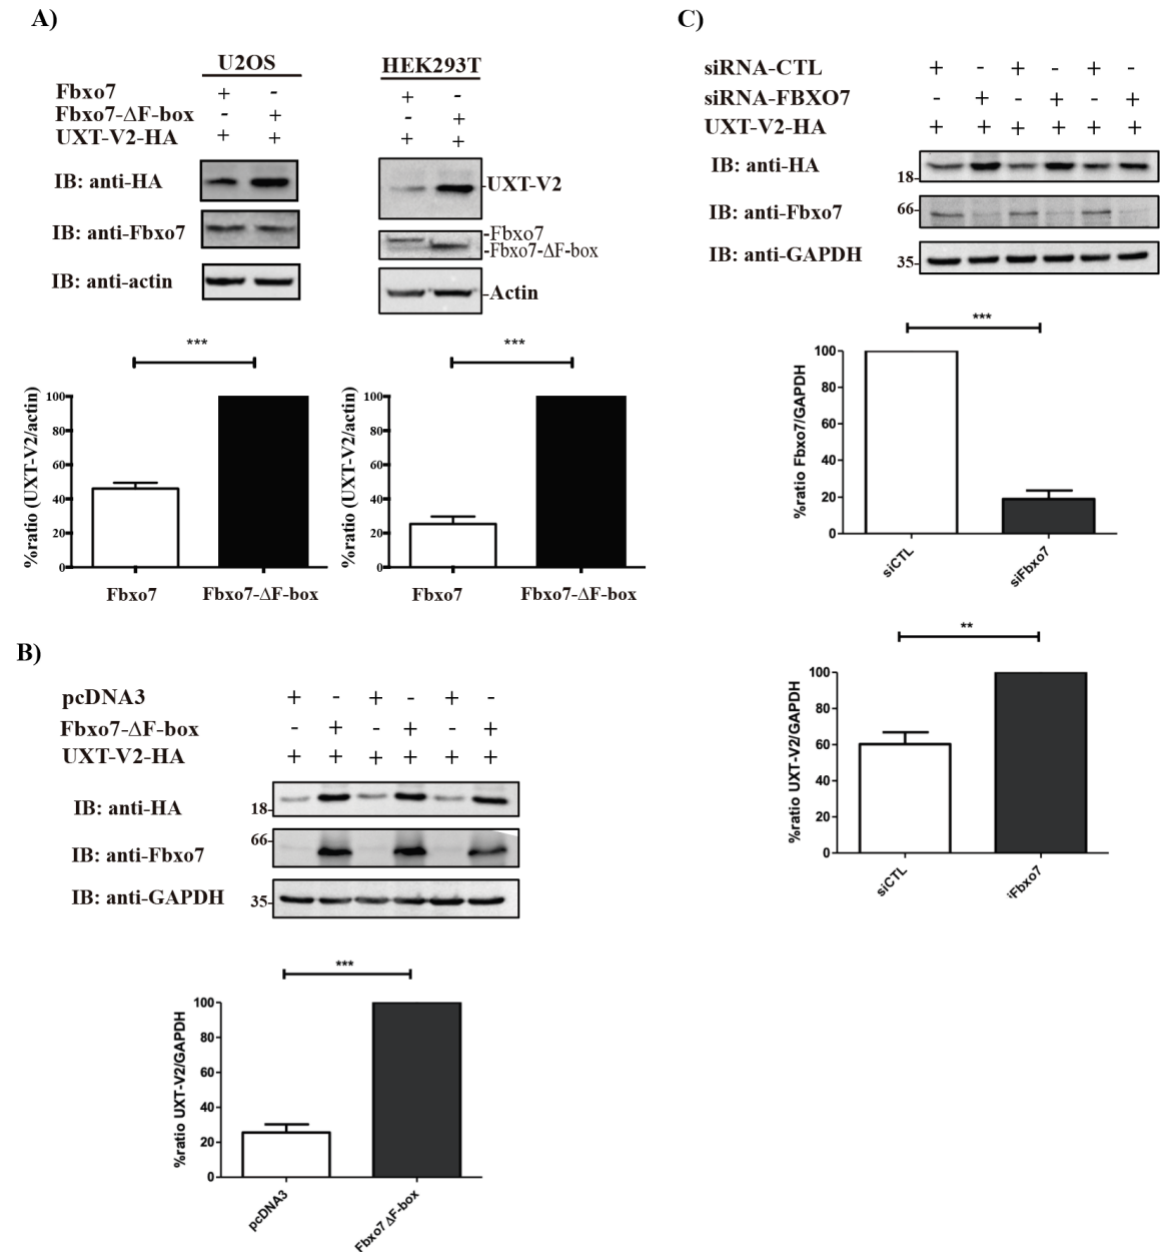 A)
U2OS HEK293T
Fbxo7 + - + -
Fbxo7-ΔF-box - + - +
UXT-V2-HA + + + +
IB: anti-HA -UXT-V2
IB: anti-Fbxo7 -Fbxo7
-Fbxo7-ΔF-box
IB: anti-actin -Actin
*** ***
%ratio (UXT-V2/actin)
100
80
60
40
20
0
Fbxo7 Fbxo7-ΔF-box
%ratio (UXT-V2/actin)
100
80
60
40
20
0
Fbxo7 Fbxo7-ΔF-box
B)
pcDNA3 + - + - + -
Fbxo7-ΔF-box - + - + - +
UXT-V2-HA + + + + + +
IB: anti-HA 18-
IB: anti-Fbxo7 66-
IB: anti-GAPDH 35-
***
%ratio UXT-V2/GAPDH
100
80
60
40
20
0
pcDNA3 Fbxo7ΔF-box
C)
siRNA-CTL + - + - + -
siRNA-FBXO7 - + - + - +
UXT-V2-HA + + + + + +
IB: anti-HA 18-
IB: anti-Fbxo7 66-
IB: anti-GAPDH 35-
***
%ratio Fbxo7/GAPDH
100
80
60
40
20
0
siCTL siFbxo7
**
%ratio UXT-V2/GAPDH
100
80
60
40
20
0
siCTL iFbxo7